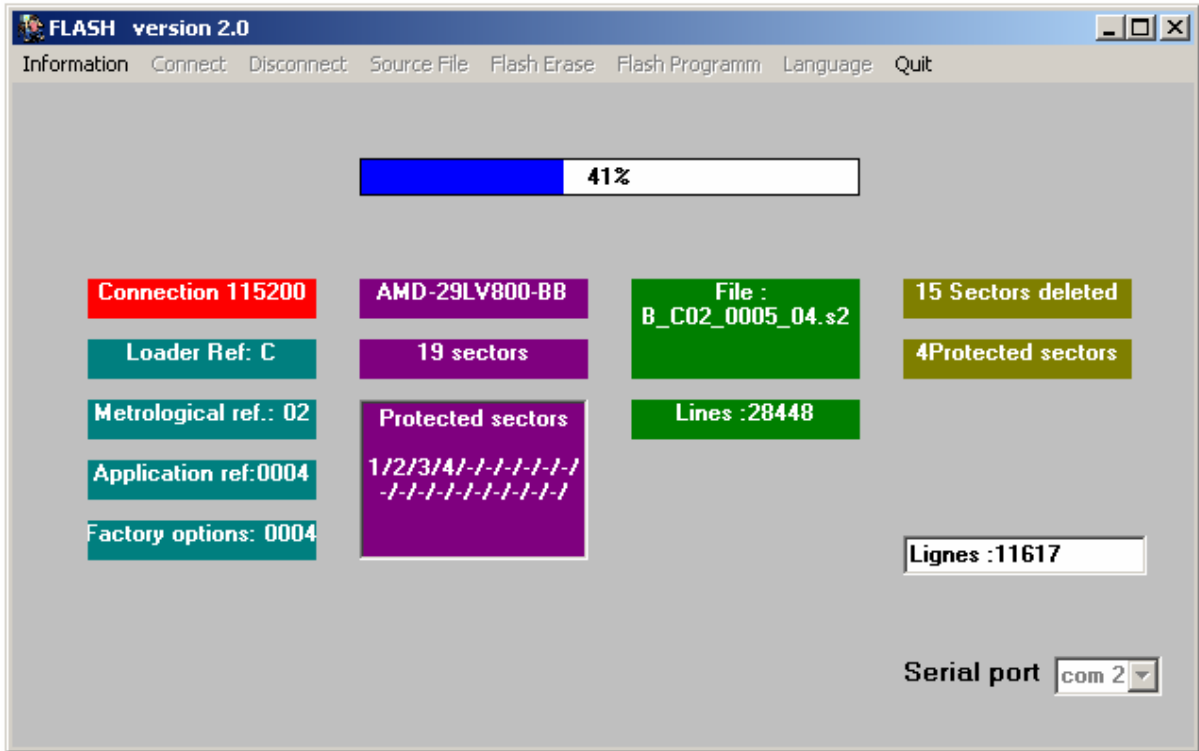 FLASH version 2.0
Information Connect Disconnect Source File Flash Erase Flash Programm Language Quit
41%
Connection 115200
Loader Ref: C
Metrological ref.: 02
Application ref:0004
Factory options: 0004
AMD-29LV800-BB
19 sectors
Protected sectors
1/2/3/4/-/-/-/-/-/-/
-/-/-/-/-/-/-/-/-/-/
File :
B_C02_0005_04.s2
Lines :28448
15 Sectors deleted
4Protected sectors
Lignes :11617
Serial port com 2